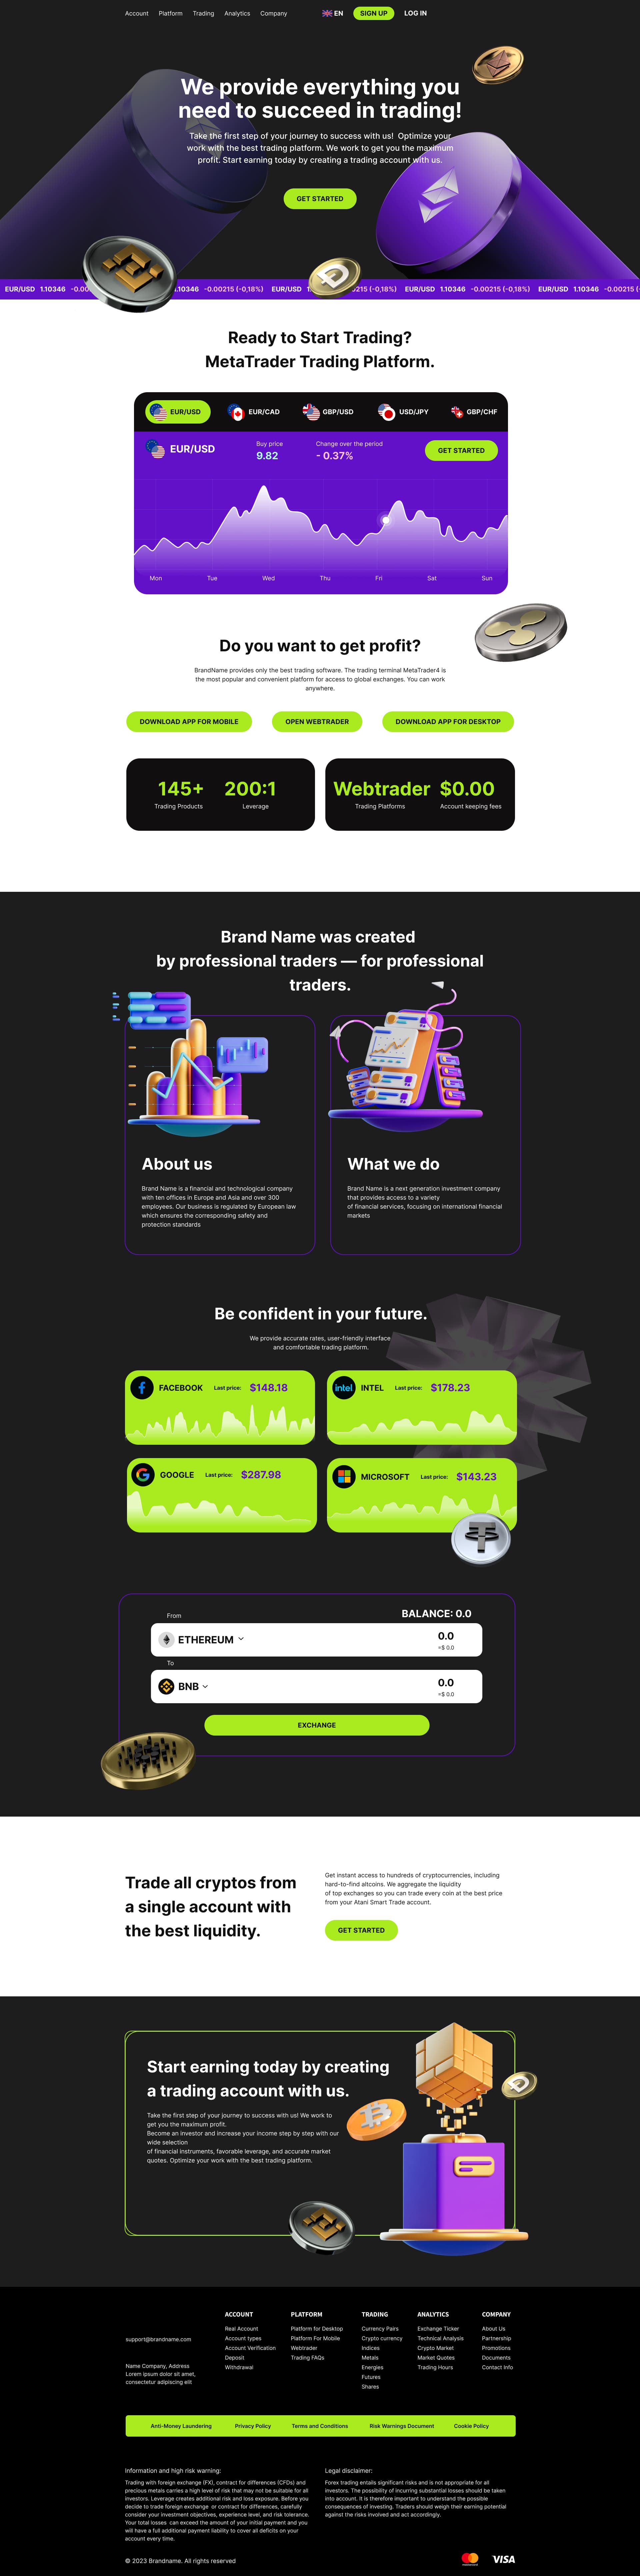 Account Platform Trading Analytics Company EN SIGN UP LOG IN
We provide everything you
need to succeed in trading!
Take the first step of your journey to success with us! Optimize your
work with the best trading platform. We work to get you the maximum
profit. Start earning today by creating a trading account with us.
GET STARTED
EUR/USD 1.10346 -0.00 .10346 -0.00215 (-0,18%) EUR/USD 1. 0215 (-0,18%) EUR/USD 1.10346 -0.00215 (-0,18%) EUR/USD 1.10346 -0.00215 (-
Ready to Start Trading?
MetaTrader Trading Platform.
EUR/USD EUR/CAD GBP/USD USD/JPY GBP/CHF
EUR/USD Buy price Change over the period GET STARTED
9.82 - 0.37%
Mon Tue Wed Thu Fri Sat Sun
Do you want to get profit?
BrandName provides only the best trading software. The trading terminal MetaTrader4 is
the most popular and convenient platform for access to global exchanges. You can work
anywhere.
DOWNLOAD APP FOR MOBILE OPEN WEBTRADER DOWNLOAD APP FOR DESKTOP
145+ 200:1 Webtrader $0.00
Trading Products Leverage Trading Platforms Account keeping fees
Brand Name was created
by professional traders — for professional
traders.
About us
Brand Name is a financial and technological company
with ten offices in Europe and Asia and over 300
employees. Our business is regulated by European law
which ensures the corresponding safety and
protection standards
What we do
Brand Name is a next generation investment company
that provides access to a variety
of financial services, focusing on international financial
markets
Be confident in your future.
We provide accurate rates, user-friendly interface
and comfortable trading platform.
FACEBOOK Last price: $148.18
intel INTEL Last price: $178.23
GOOGLE Last price: $287.98
MICROSOFT Last price: $143.23
From BALANCE: 0.0
ETHEREUM 0.0
≈$ 0.0
To
BNB 0.0
≈$ 0.0
EXCHANGE
Trade all cryptos from
a single account with
the best liquidity.
Get instant access to hundreds of cryptocurrencies, including
hard-to-find altcoins. We aggregate the liquidity
of top exchanges so you can trade every coin at the best price
from your Atani Smart Trade account.
GET STARTED
Start earning today by creating
a trading account with us.
Take the first step of your journey to success with us! We work to
get you the maximum profit.
Become an investor and increase your income step by step with our
wide selection
of financial instruments, favorable leverage, and accurate market
quotes. Optimize your work with the best trading platform.
support@brandname.com
Name Company, Address
Lorem ipsum dolor sit amet,
consectetur adipiscing elit
ACCOUNT
Real Account
Account types
Account Verification
Deposit
Withdrawal
PLATFORM
Platform for Desktop
Platform For Mobile
Webtrader
Trading FAQs
TRADING
Currency Pairs
Crypto currency
Indices
Metals
Energies
Futures
Shares
ANALYTICS
Exchange Ticker
Technical Analysis
Crypto Market
Market Quotes
Trading Hours
COMPANY
About Us
Partnership
Promotions
Documents
Contact Info
Anti-Money Laundering Privacy Policy Terms and Conditions Risk Warnings Document Cookie Policy
Information and high risk warning:
Trading with foreign exchange (FX), contract for differences (CFDs) and
precious metals carries a high level of risk that may not be suitable for all
investors. Leverage creates additional risk and loss exposure. Before you
decide to trade foreign exchange or contract for differences, carefully
consider your investment objectives, experience level, and risk tolerance.
Your total losses can exceed the amount of your initial payment and you
will have a full additional payment liability to cover all deficits on your
account every time.
Legal disclaimer:
Forex trading entails significant risks and is not appropriate for all
investors. The possibility of incurring substantial losses should be taken
into account. It is therefore important to understand the possible
consequences of investing. Traders should weigh their earning potential
against the risks involved and act accordingly.
© 2023 Brandname. All rights reserved
VISA